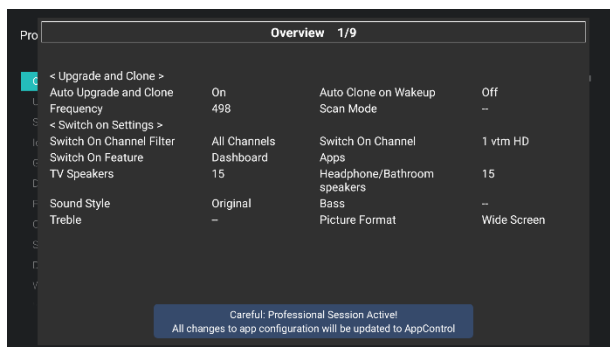 Pro
Overview 1/9
< Upgrade and Clone >
Auto Upgrade and Clone On Auto Clone on Wakeup Off
Frequency 498 Scan Mode --
< Switch on Settings >
Switch On Channel Filter All Channels Switch On Channel 1 vtm HD
Switch On Feature Dashboard Apps
TV Speakers 15 Headphone/Bathroom speakers 15
Sound Style Original Bass --
Treble -- Picture Format Wide Screen
Careful: Professional Session Active!
All changes to app configuration will be updated to AppControl